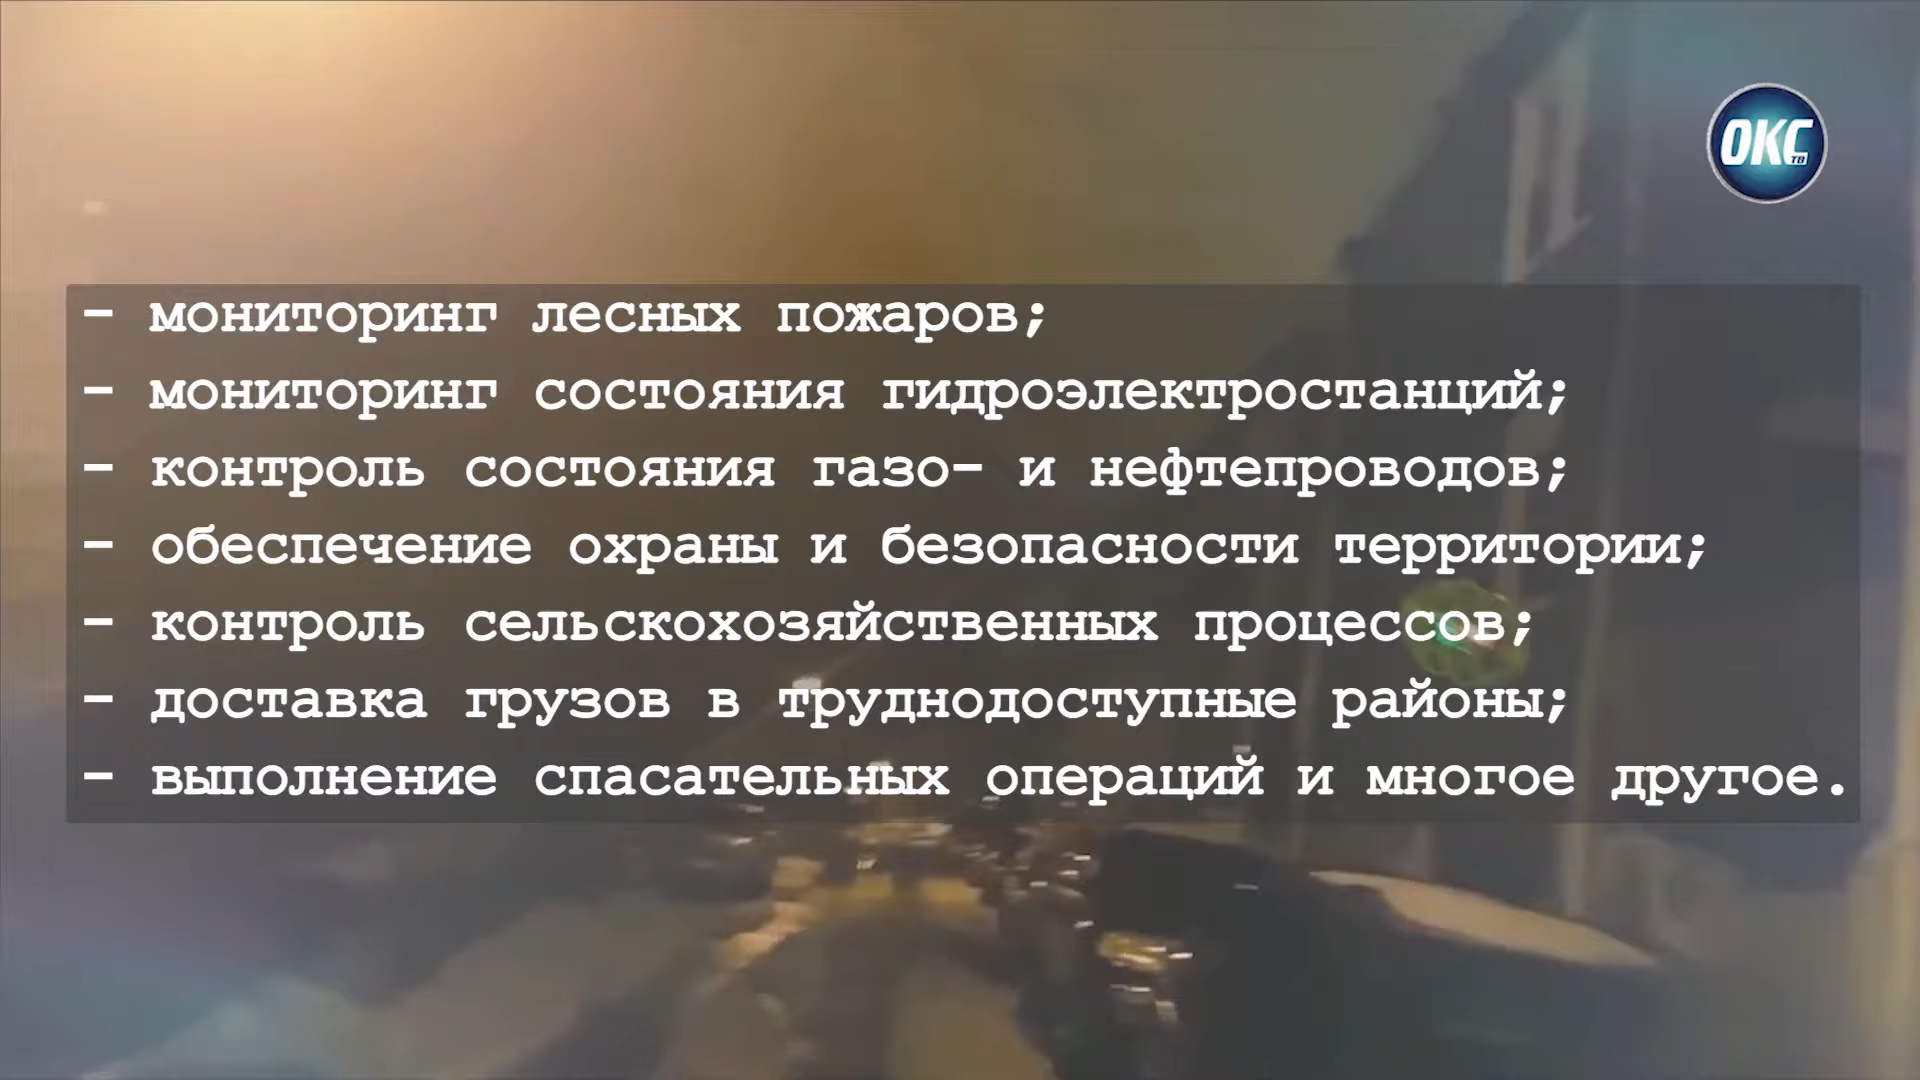 ОКС
ТВ
- мониторинг лесных пожаров;
- мониторинг состояния гидроэлектростанций;
- контроль состояния газо- и нефтепроводов;
- обеспечение охраны и безопасности территории;
- контроль сельскохозяйственных процессов;
- доставка грузов в труднодоступные районы;
- выполнение спасательных операций и многое другое.